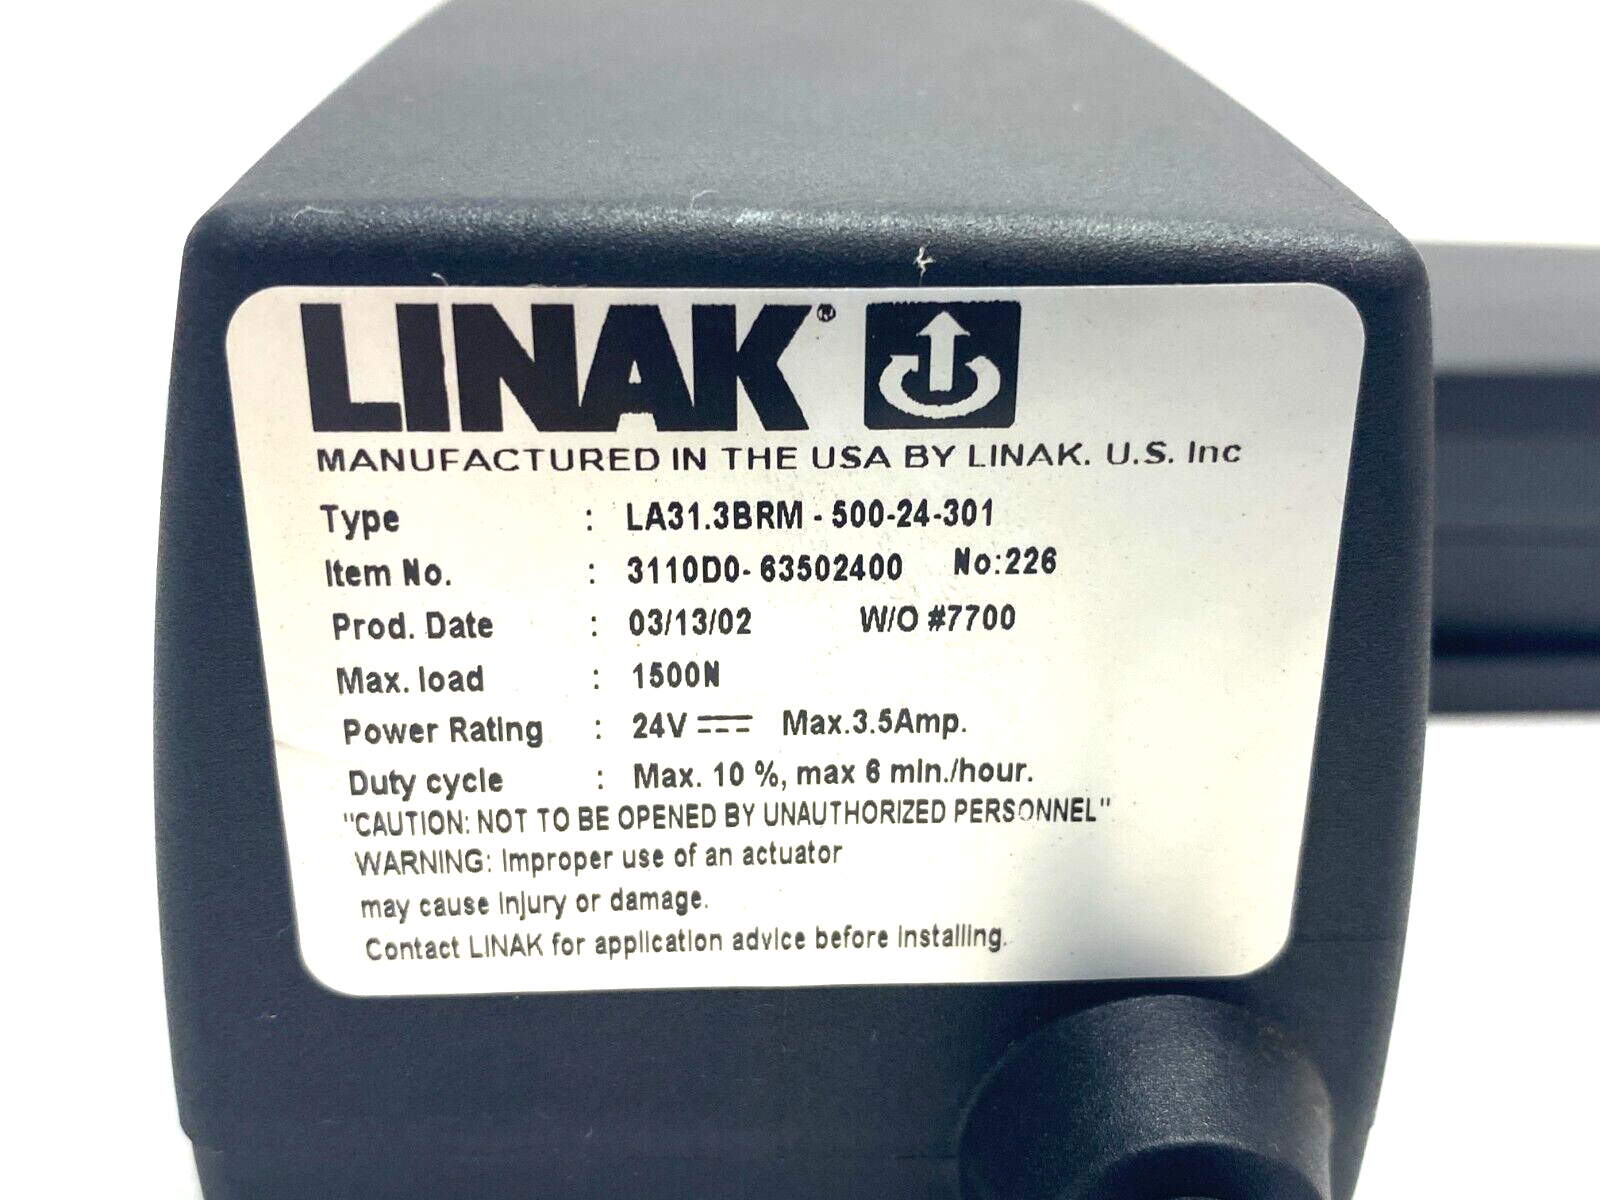 LINAK®
MANUFACTURED IN THE USA BY LINAK. U.S. Inc
Type : LA31.3BRM - 500-24-301
Item No. : 3110D0- 63502400 No:226
Prod. Date : 03/13/02 W/O #7700
Max. load : 1500N
Power Rating : 24V ⎓ Max.3.5Amp.
Duty cycle : Max. 10 %, max 6 min./hour.
"CAUTION: NOT TO BE OPENED BY UNAUTHORIZED PERSONNEL"
WARNING: Improper use of an actuator
may cause injury or damage.
Contact LINAK for application advice before installing.